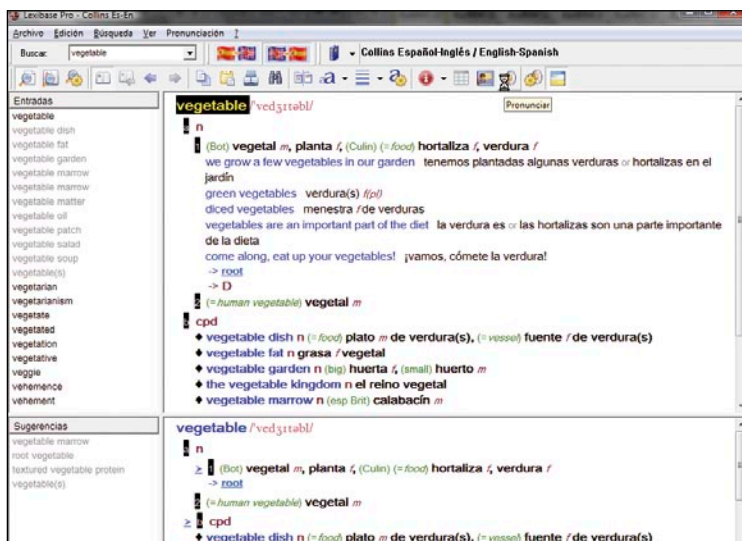 Lexibase Pro - Collins Es-En
Archivo Edición Búsqueda Ver Pronunciación ?
Buscar: vegetable
Collins Español-Inglés / English-Spanish
Pronunciar
Entradas
vegetable
vegetable dish
vegetable fat
vegetable garden
vegetable marrow
vegetable marrow
vegetable matter
vegetable oil
vegetable patch
vegetable salad
vegetable soup
vegetable(s)
vegetarian
vegetarianism
vegetate
vegetated
vegetation
vegetative
veggie
vehemence
vehement
vegetable /'vedʒɪtəbl/
a n
1 (Bot) vegetal m, planta f, (Culin) (= food) hortaliza f, verdura f
we grow a few vegetables in our garden tenemos plantadas algunas verduras or hortalizas en el
jardín
green vegetables verdura(s) f(pl)
diced vegetables menestra f de verduras
vegetables are an important part of the diet la verdura es or las hortalizas son una parte importante
de la dieta
come along, eat up your vegetables! ¡vamos, cómete la verdura!
-> root
-> D
2 (= human vegetable) vegetal m
b cpd
♦ vegetable dish n (= food) plato m de verdura(s), (= vessel) fuente f de verdura(s)
♦ vegetable fat n grasa f vegetal
♦ vegetable garden n (big) huerta f, (small) huerto m
♦ the vegetable kingdom n el reino vegetal
♦ vegetable marrow n (esp Brit) calabacín m
Sugerencias
vegetable marrow
root vegetable
textured vegetable protein
vegetable(s)
vegetable /'vedʒɪtəbl/
a n
≥ 1 (Bot) vegetal m, planta f, (Culin) (= food) hortaliza f, verdura f
-> root
2 (= human vegetable) vegetal m
≥ b cpd
♦ vegetable dish n (= food) plato m de verdura(s), (= vessel) fuente f de verdura(s)